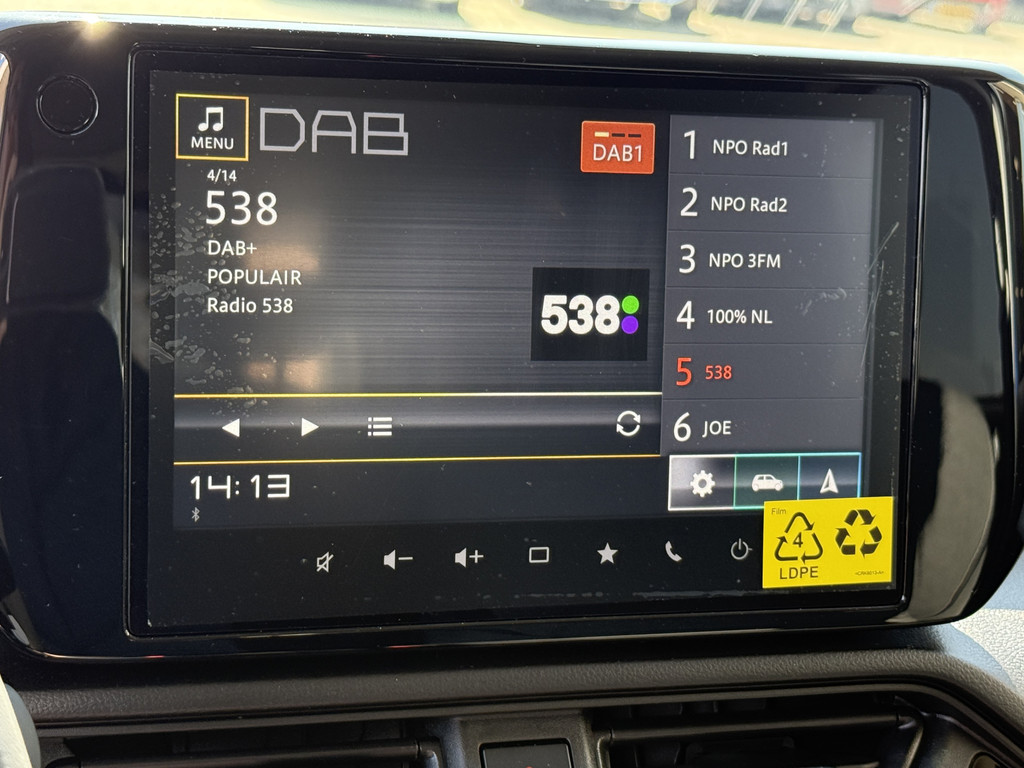 MENU
DAB
4/14
538
DAB+
POPULAIR
Radio 538
DAB1
538
1 NPO Rad1
2 NPO Rad2
3 NPO 3FM
4 100% NL
5 538
6 JOE
14:13
Film
4
LDPE